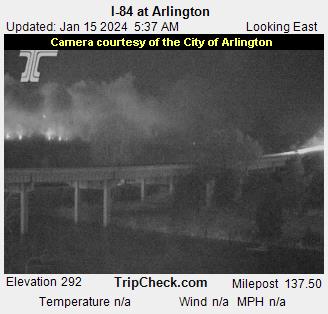 I-84 at Arlington
Updated: Jan 15 2024 5:37 AM Looking East
Camera courtesy of the City of Arlington
Elevation 292 TripCheck.com Milepost 137.50
Temperature n/a Wind n/a MPH n/a